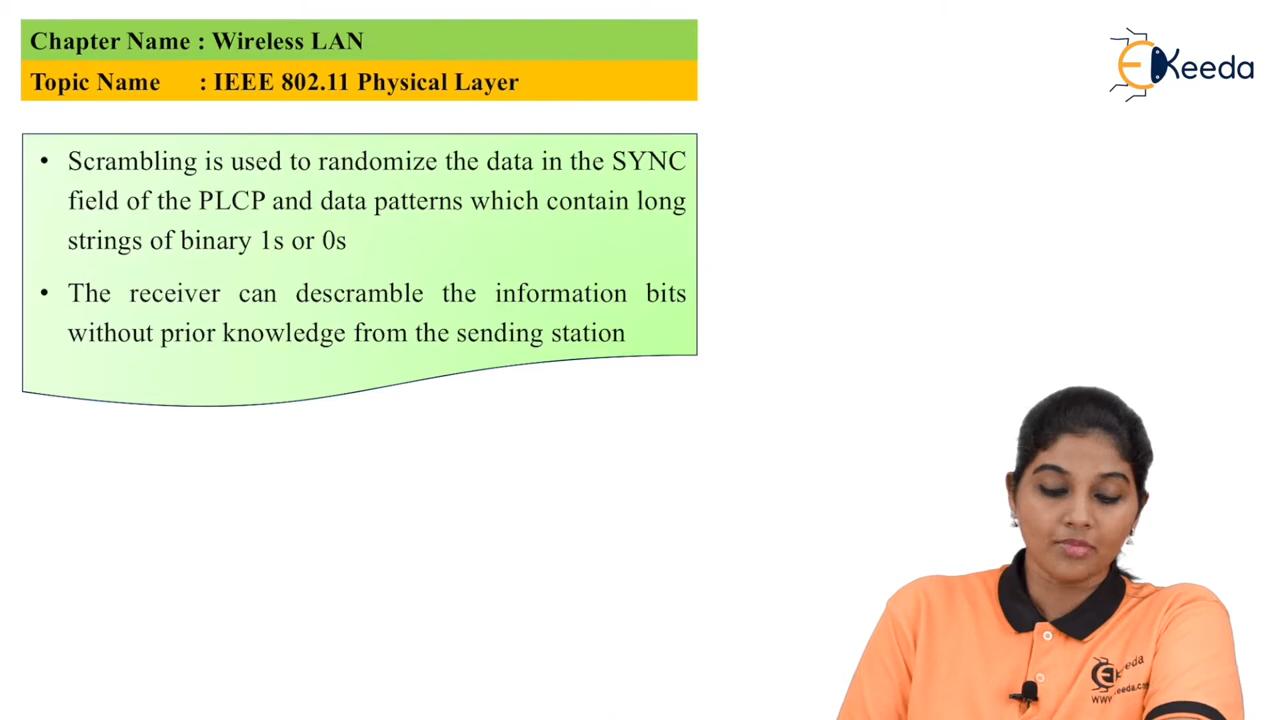 Chapter Name : Wireless LAN
Topic Name : IEEE 802.11 Physical Layer
EKeeda
• Scrambling is used to randomize the data in the SYNC
field of the PLCP and data patterns which contain long
strings of binary 1s or 0s
• The receiver can descramble the information bits
without prior knowledge from the sending station